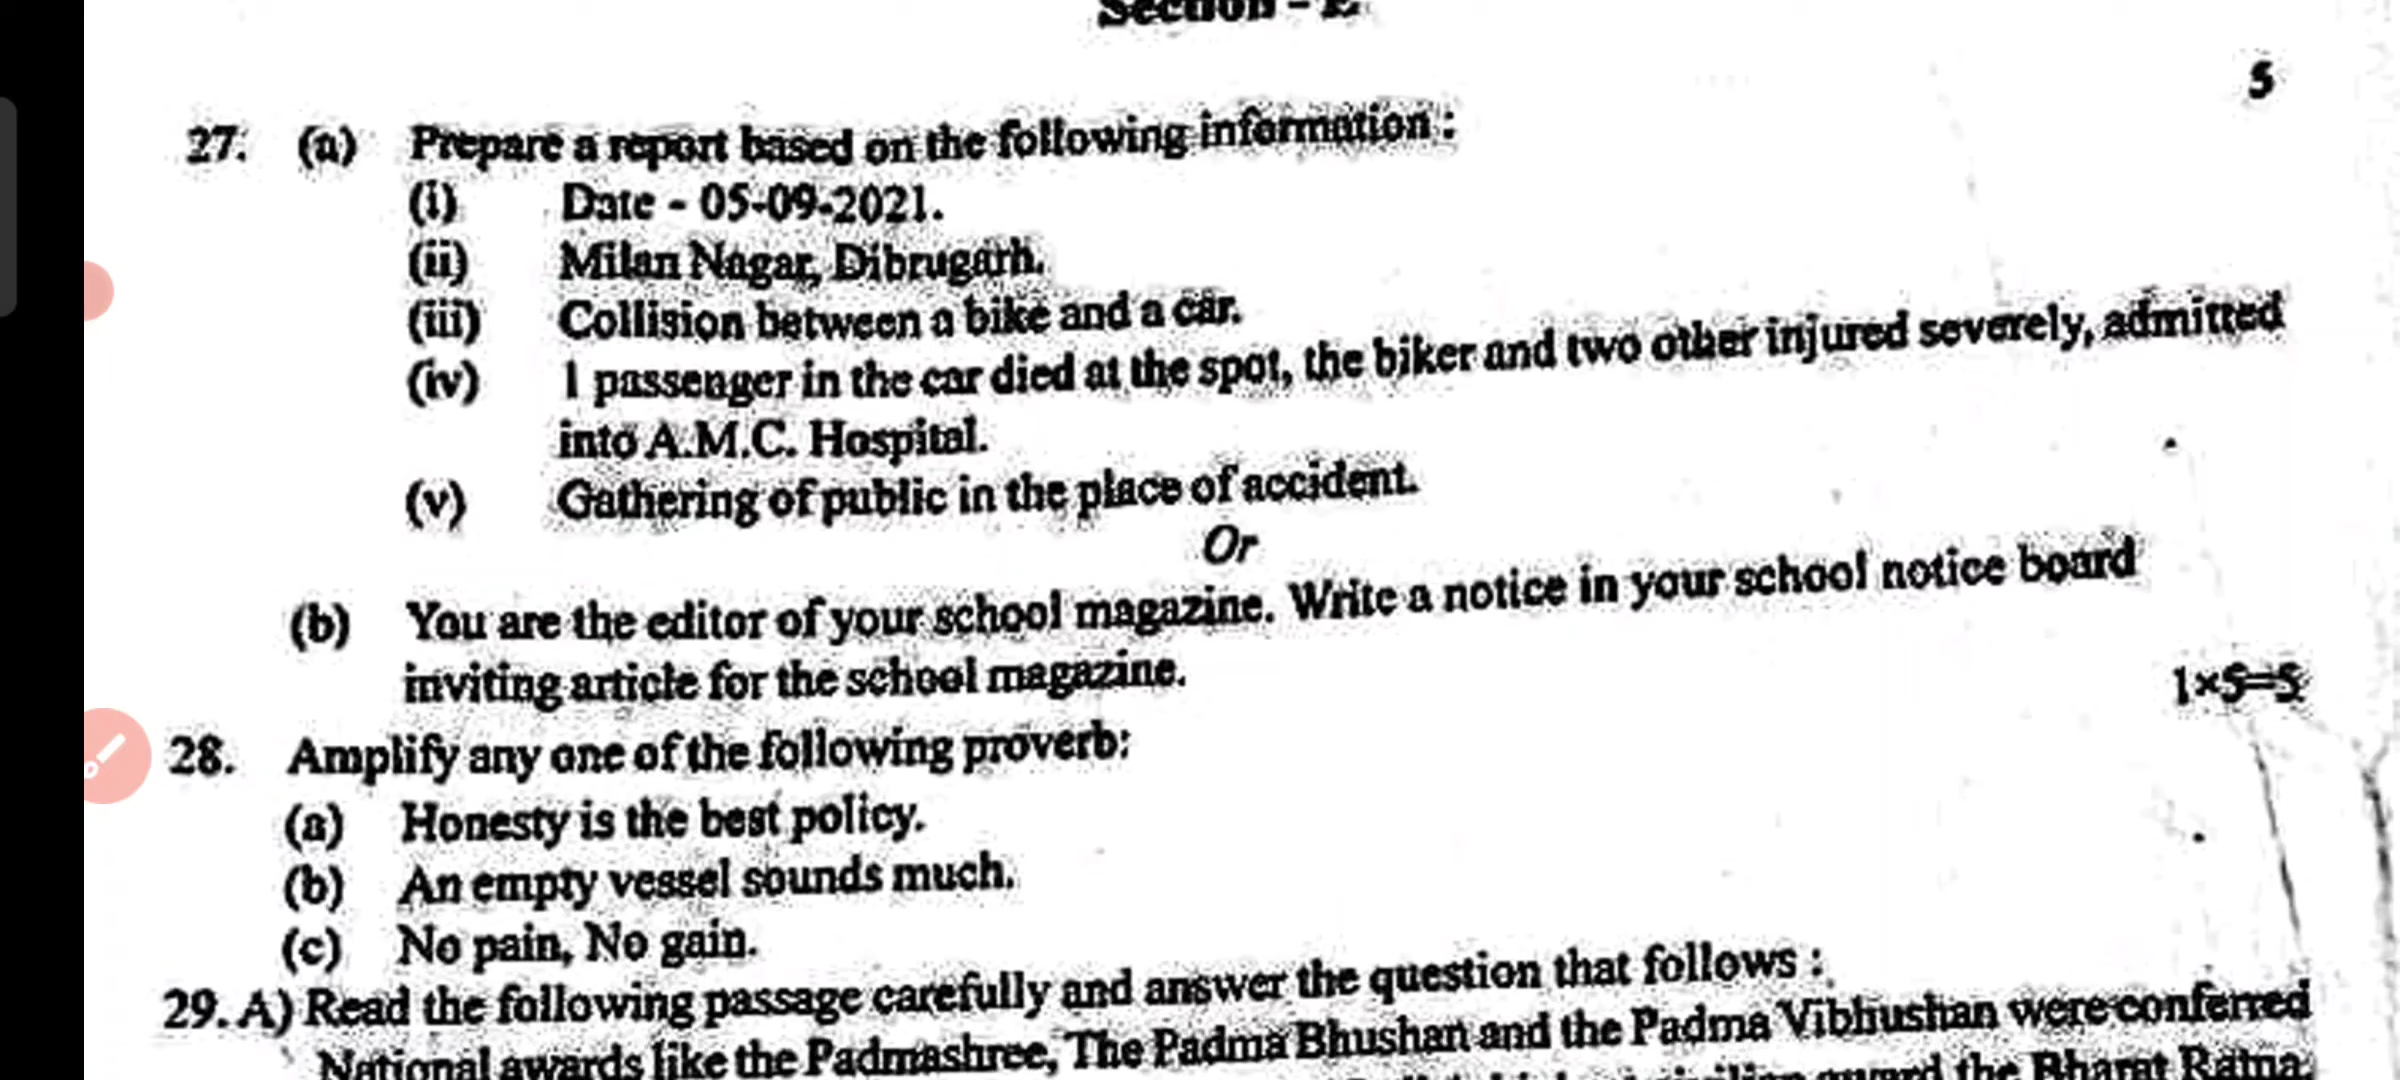 Section - E
5
27. (a) Prepare a report based on the following information :
(i) Date - 05-09-2021.
(ii) Milan Nagar, Dibrugarh.
(iii) Collision between a bike and a car.
(iv) 1 passenger in the car died at the spot, the biker and two other injured severely, admitted
into A.M.C. Hospital.
(v) Gathering of public in the place of accident.
Or
(b) You are the editor of your school magazine. Write a notice in your school notice board
inviting article for the school magazine.
1×5=5
28. Amplify any one of the following proverb:
(a) Honesty is the best policy.
(b) An empty vessel sounds much.
(c) No pain, No gain.
29. A) Read the following passage carefully and answer the question that follows :
National awards like the Padmashree, The Padma Bhushan and the Padma Vibhushan were conferred
civilian award the Bharat Ratna.